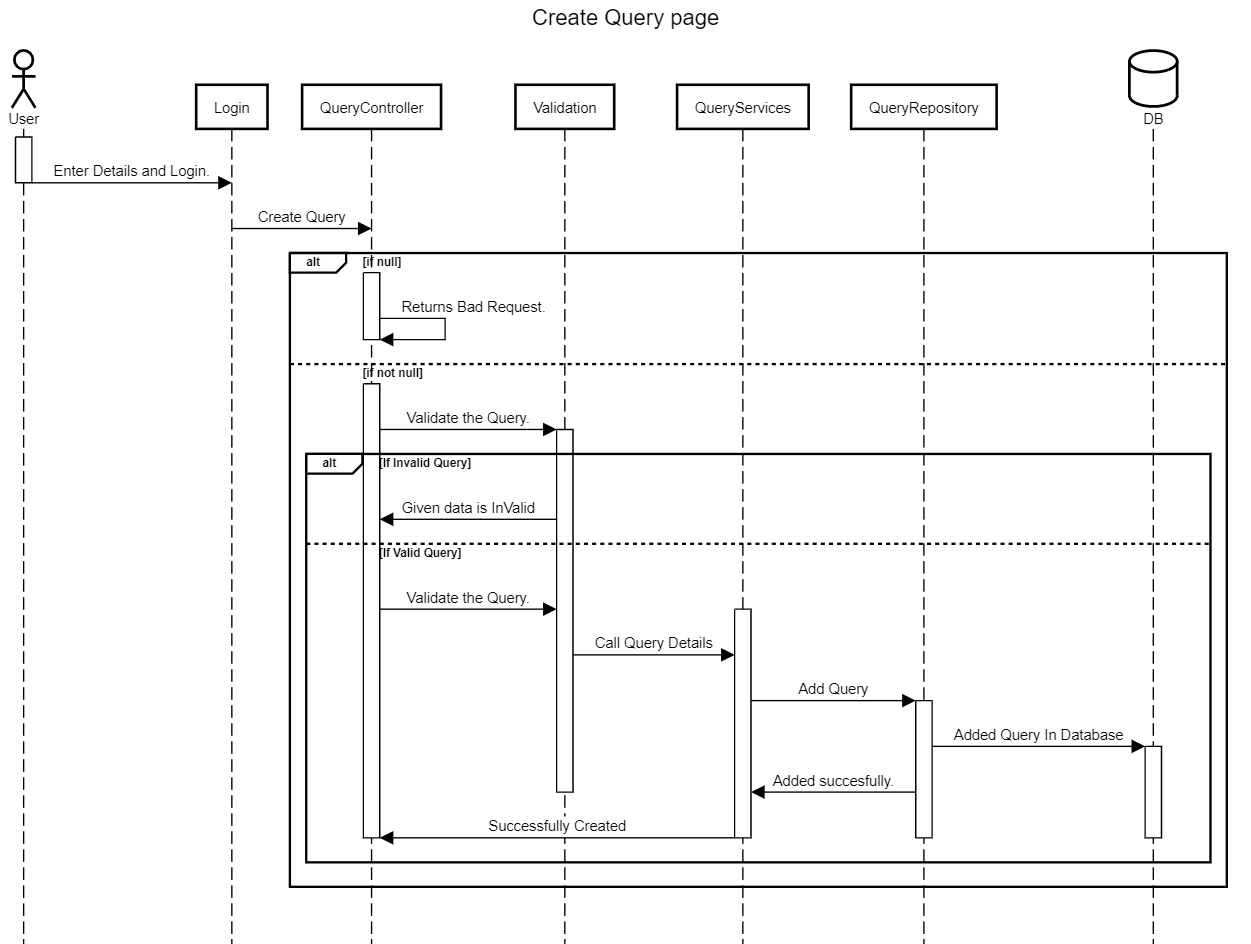 Create Query page
User
Login
QueryController
Validation
QueryServices
QueryRepository
DB
Enter Details and Login.
Create Query
alt
[if null]
Returns Bad Request.
[if not null]
Validate the Query.
alt
[If Invalid Query]
Given data is InValid
[If Valid Query]
Validate the Query.
Call Query Details
Add Query
Added Query In Database
Added succesfully.
Successfully Created